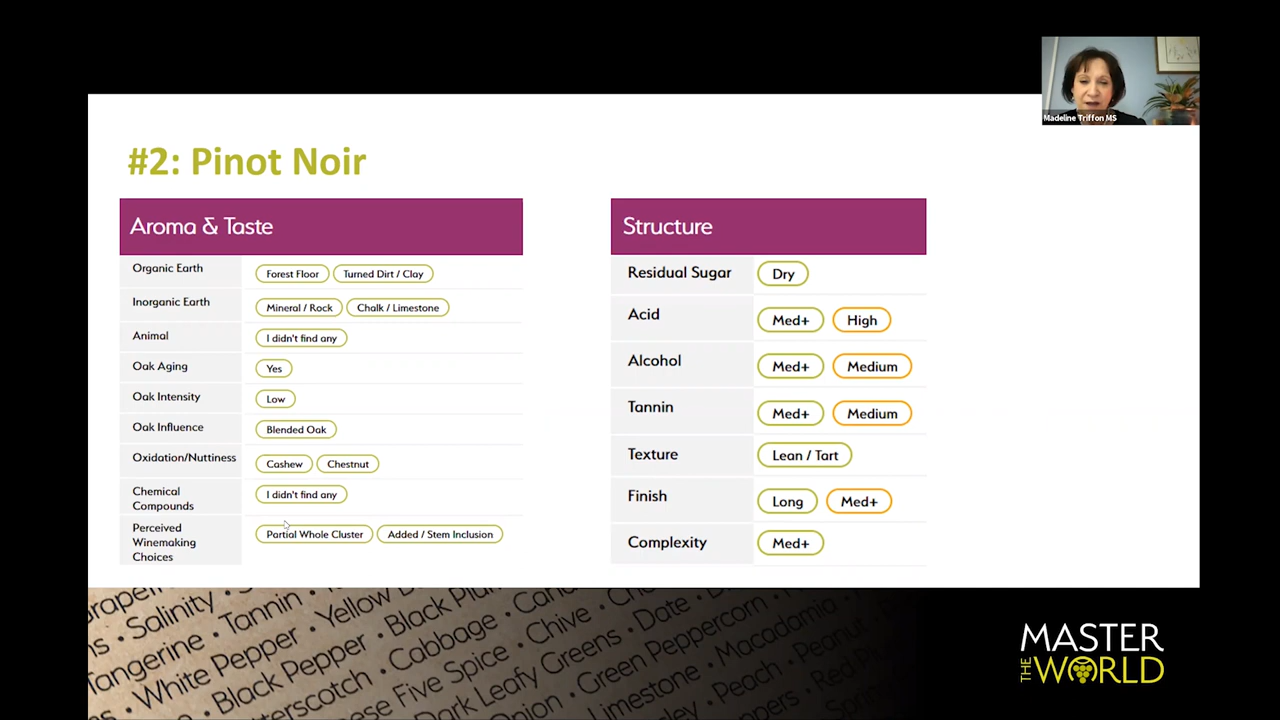 Madeline Triffon MS
#2: Pinot Noir
Aroma & Taste
Organic Earth
Forest Floor
Turned Dirt / Clay
Inorganic Earth
Mineral / Rock
Chalk / Limestone
Animal
I didn't find any
Oak Aging
Yes
Oak Intensity
Low
Oak Influence
Blended Oak
Oxidation/Nuttiness
Cashew
Chestnut
Chemical
Compounds
I didn't find any
Perceived
Winemaking
Choices
Partial Whole Cluster
Added / Stem Inclusion
Structure
Residual Sugar
Dry
Acid
Med+
High
Alcohol
Med+
Medium
Tannin
Med+
Medium
Texture
Lean / Tart
Finish
Long
Med+
Complexity
Med+
• Salinity •
Tangerine • Tannin •
• White Pepper • Yellow
• Black Pepper • Black
• Cabbage •
Five Spice • Chive •
Dark Leafy Greens • Date •
• Green Peppercorn •
Limestone • Macadamia •
• Peach • Peanut
MASTER
THE WORLD